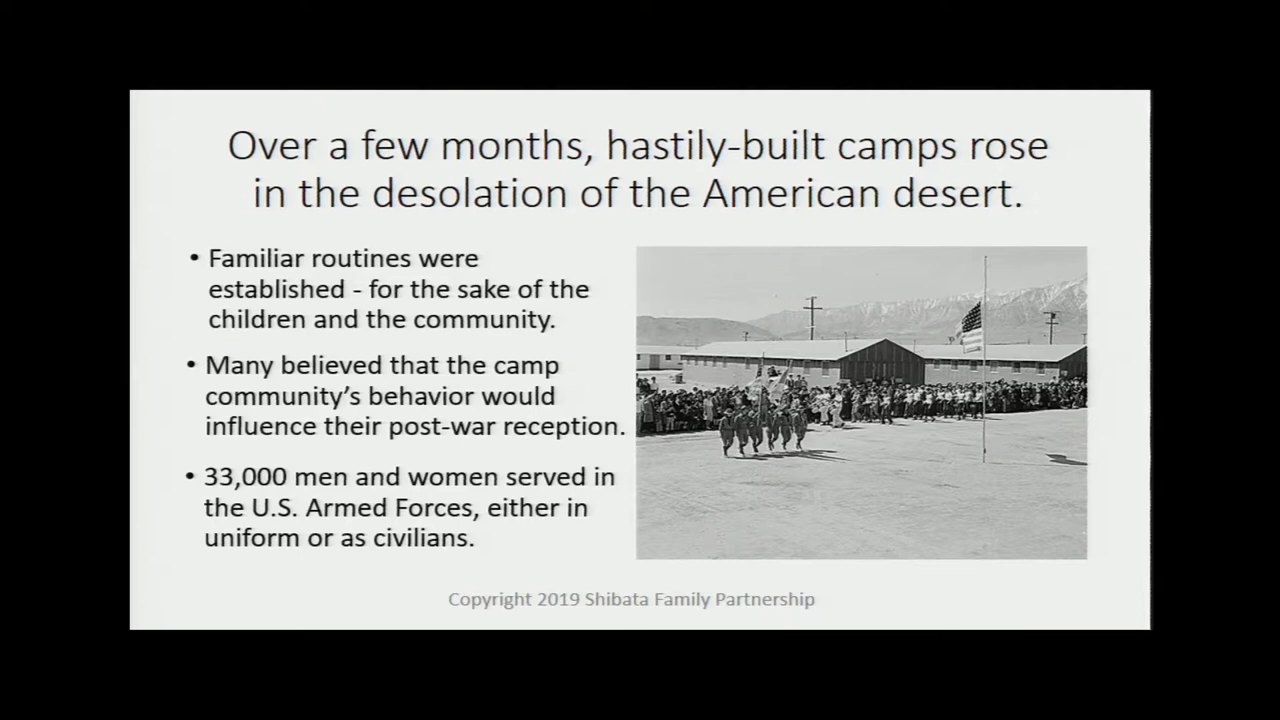 Over a few months, hastily-built camps rose
in the desolation of the American desert.
• Familiar routines were
established - for the sake of the
children and the community.
• Many believed that the camp
community's behavior would
influence their post-war reception.
• 33,000 men and women served in
the U.S. Armed Forces, either in
uniform or as civilians.
Copyright 2019 Shibata Family Partnership